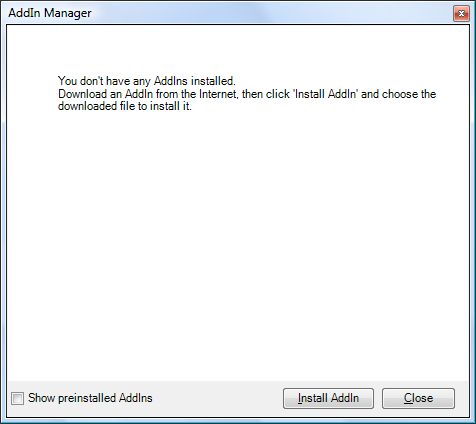 AddIn Manager
You don't have any AddIns installed.
Download an AddIn from the Internet, then click 'Install AddIn' and choose the
downloaded file to install it.
Show preinstalled AddIns
Install AddIn
Close